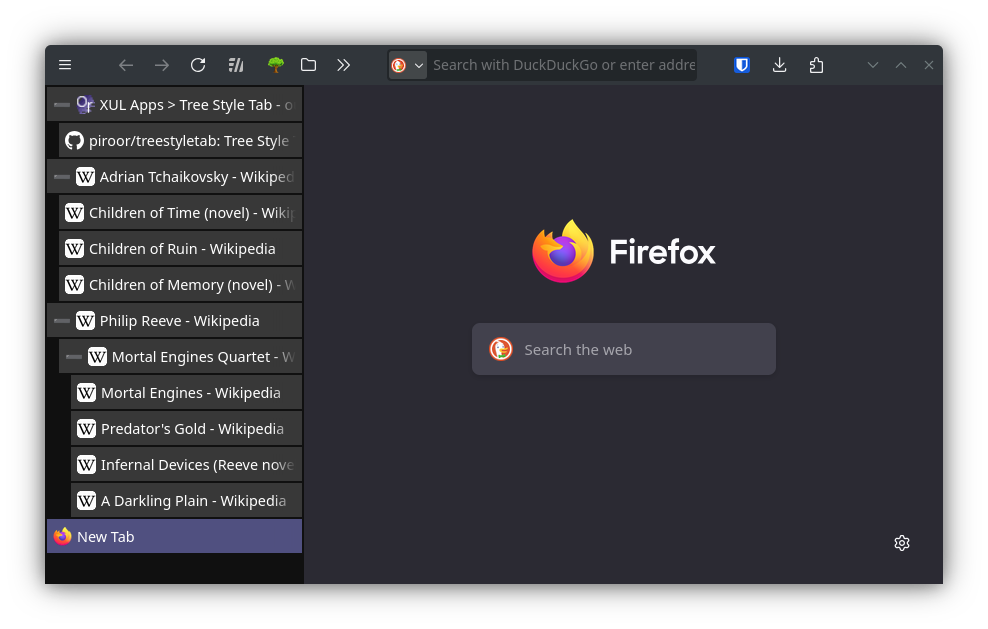 Search with DuckDuckGo or enter addre
XUL Apps > Tree Style Tab - o
piroor/treestyletab: Tree Style
Adrian Tchaikovsky - Wikiped
Children of Time (novel) - Wikip
Children of Ruin - Wikipedia
Children of Memory (novel) - W
Philip Reeve - Wikipedia
Mortal Engines Quartet - W
Mortal Engines - Wikipedia
Predator's Gold - Wikipedia
Infernal Devices (Reeve nove
A Darkling Plain - Wikipedia
New Tab
Firefox
Search the web